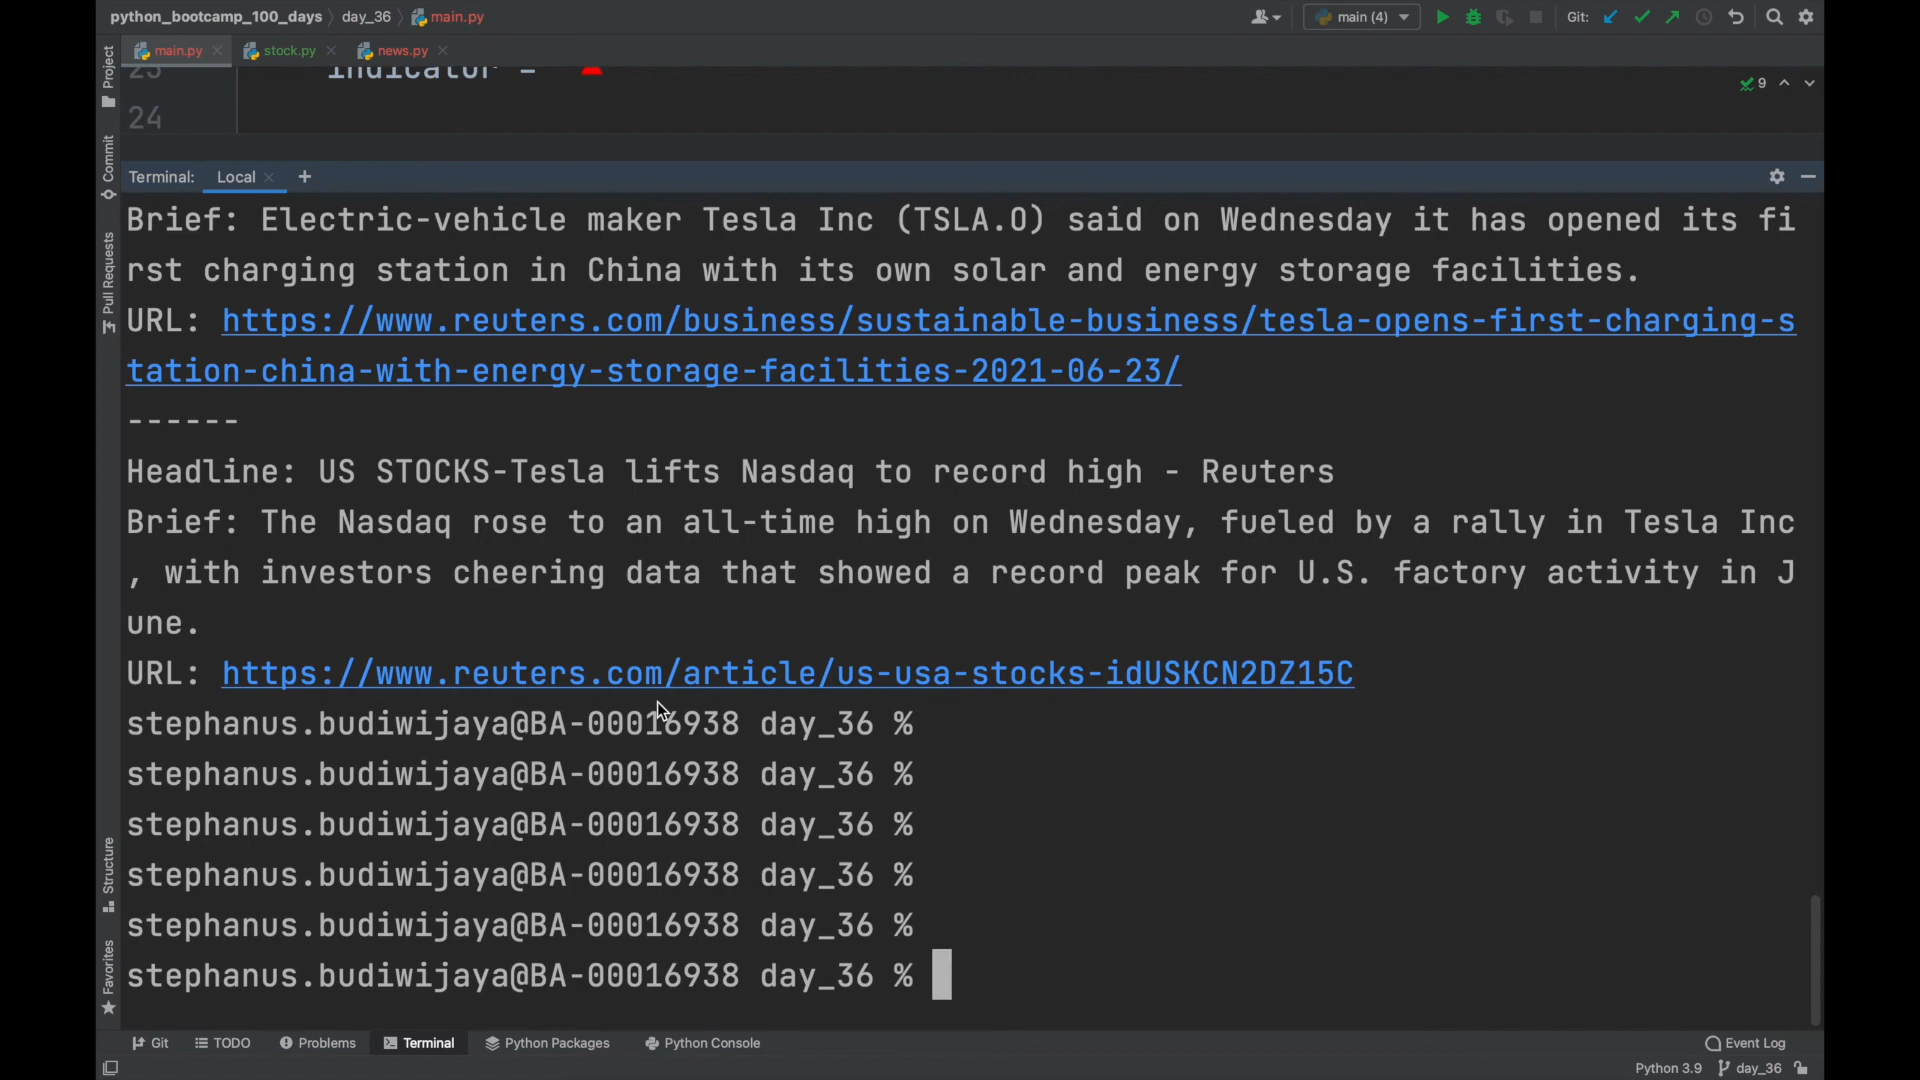 python_bootcamp_100_days day_36 main.py
main (4) Git:
main.py stock.py news.py
Project
Commit
Pull Requests
Structure
Favorites
23 indicator = "
9
24
Terminal: Local +
Brief: Electric-vehicle maker Tesla Inc (TSLA.O) said on Wednesday it has opened its fi
rst charging station in China with its own solar and energy storage facilities.
URL: https://www.reuters.com/business/sustainable-business/tesla-opens-first-charging-s
tation-china-with-energy-storage-facilities-2021-06-23/
------
Headline: US STOCKS-Tesla lifts Nasdaq to record high - Reuters
Brief: The Nasdaq rose to an all-time high on Wednesday, fueled by a rally in Tesla Inc
, with investors cheering data that showed a record peak for U.S. factory activity in J
une.
URL: https://www.reuters.com/article/us-usa-stocks-idUSKCN2DZ15C
stephanus.budiwijaya@BA-00016938 day_36 %
stephanus.budiwijaya@BA-00016938 day_36 %
stephanus.budiwijaya@BA-00016938 day_36 %
stephanus.budiwijaya@BA-00016938 day_36 %
stephanus.budiwijaya@BA-00016938 day_36 %
stephanus.budiwijaya@BA-00016938 day_36 %
Git TODO Problems Terminal Python Packages Python Console Event Log
Python 3.9 day_36